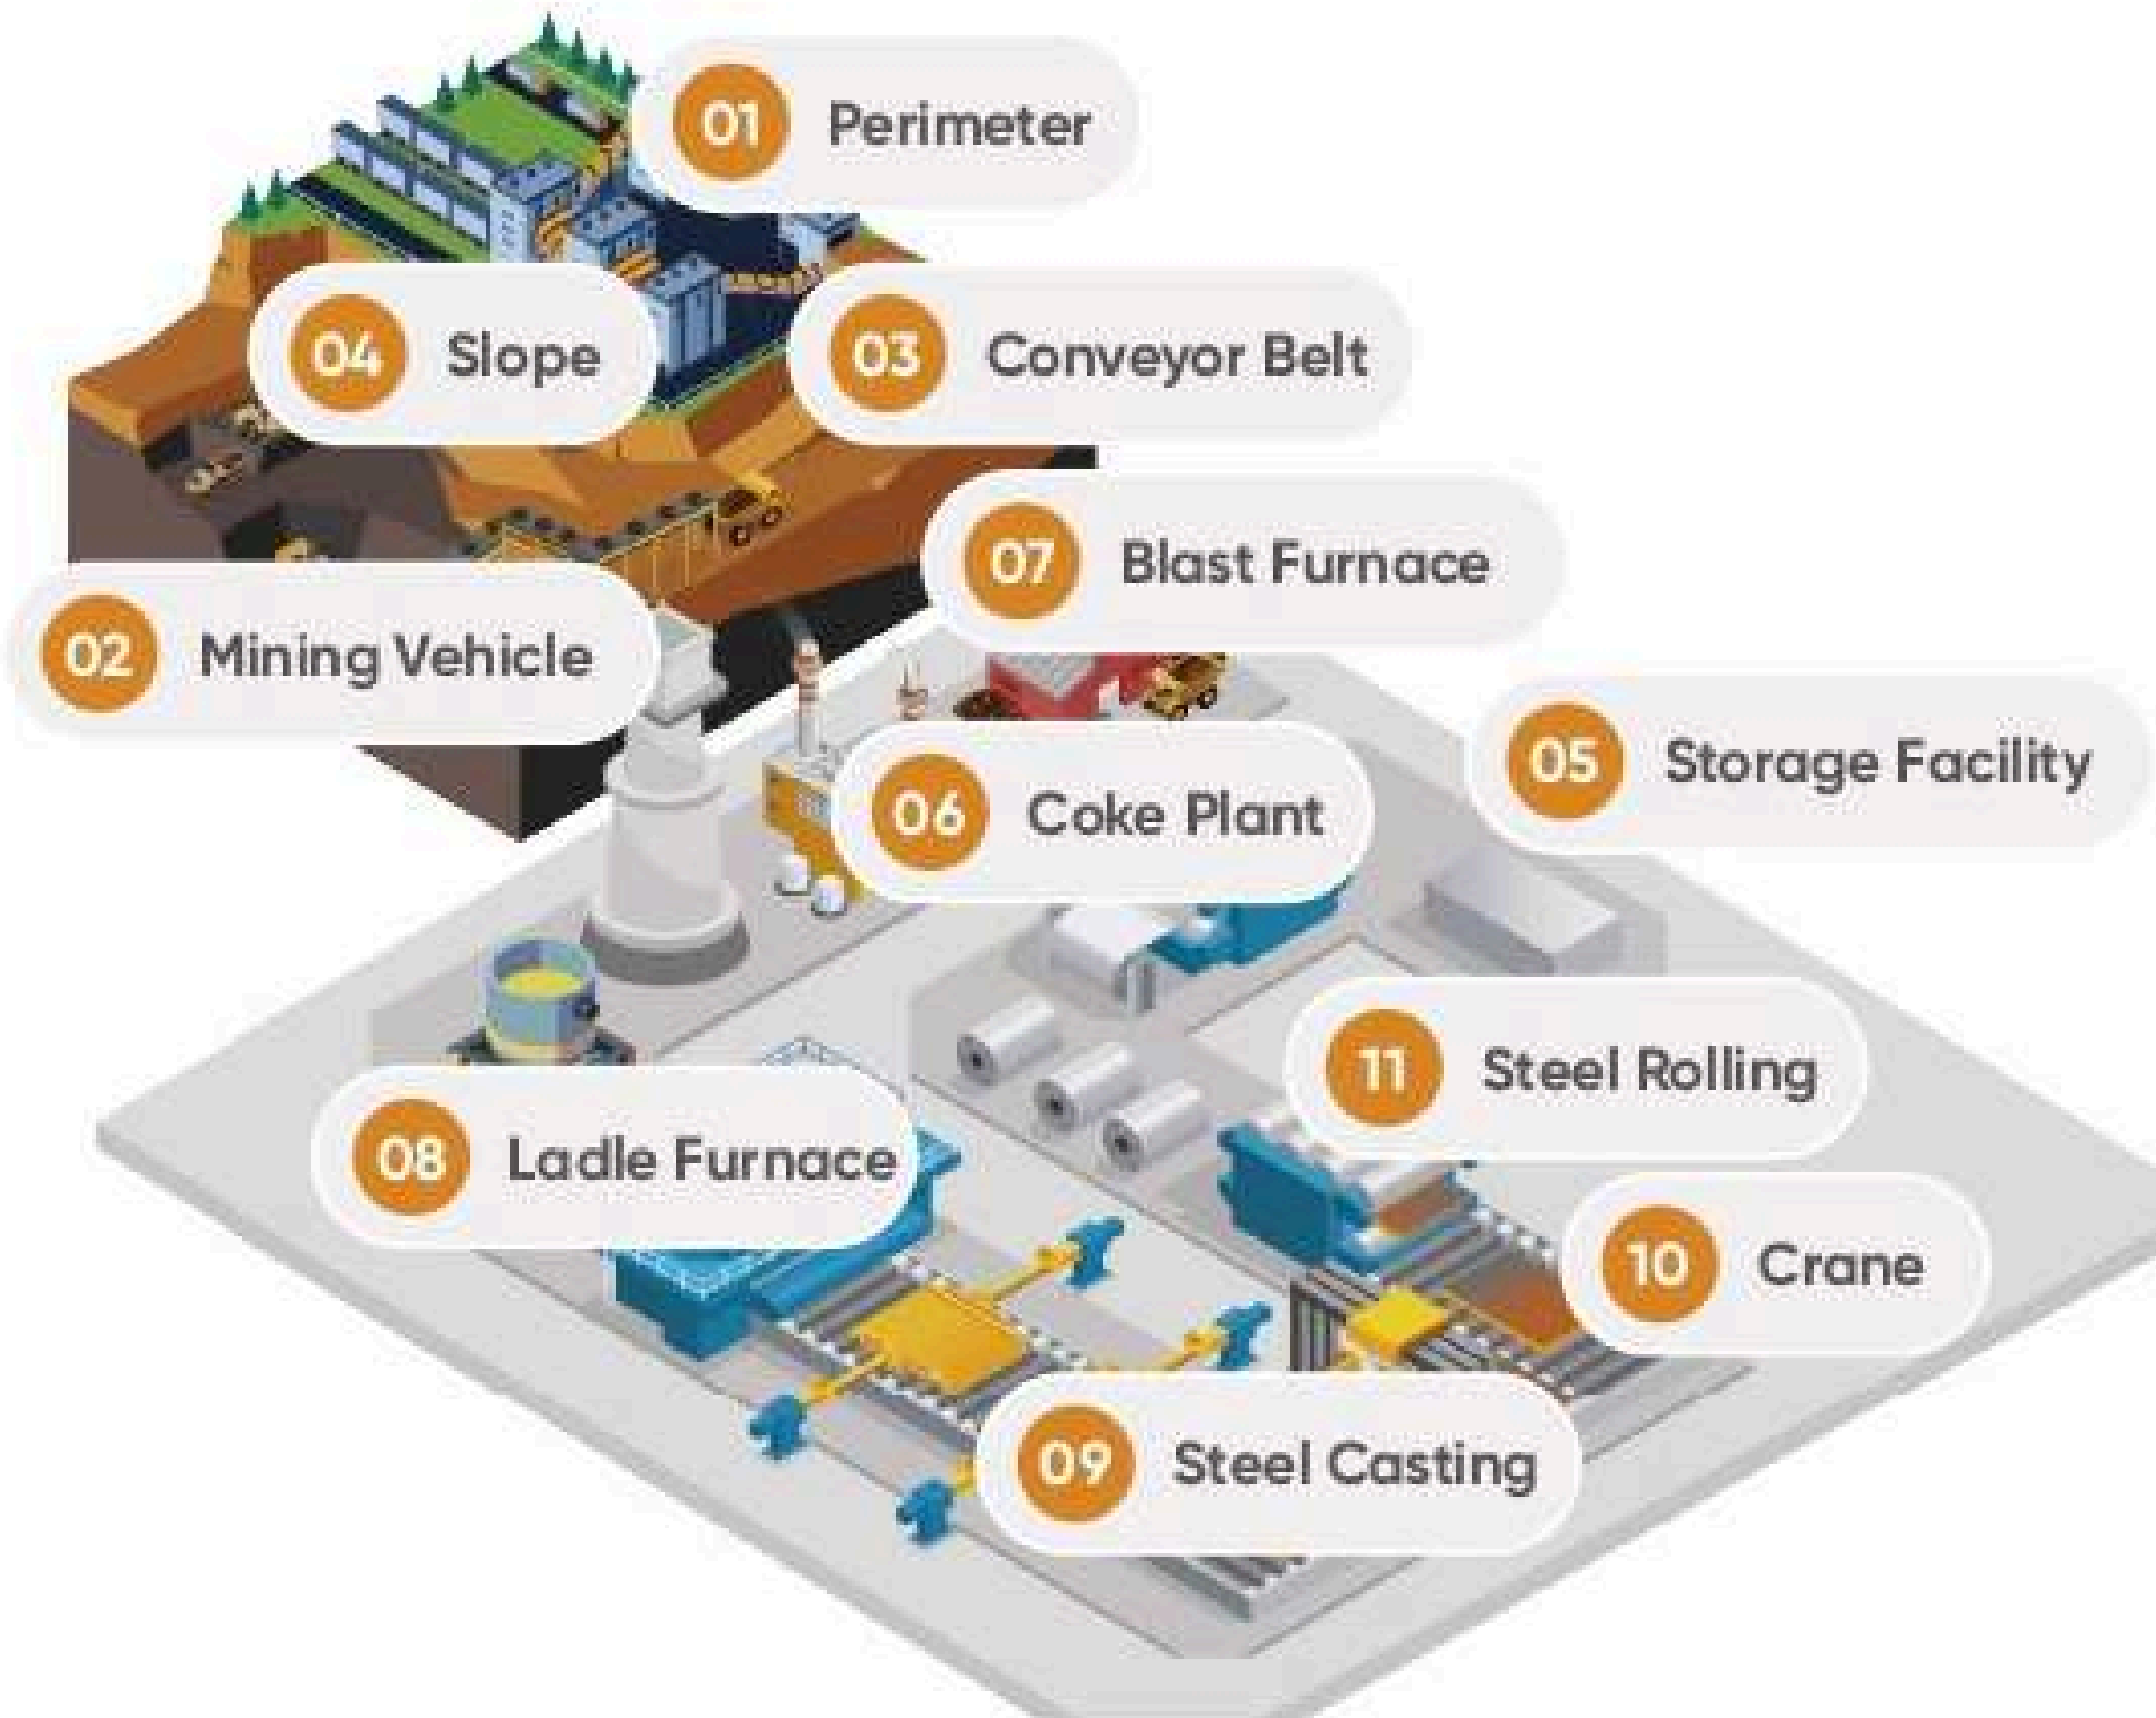 01 Perimeter
04 Slope
03 Conveyor Belt
07 Blast Furnace
02 Mining Vehicle
05 Storage Facility
06 Coke Plant
11 Steel Rolling
08 Ladle Furnace
10 Crane
09 Steel Casting